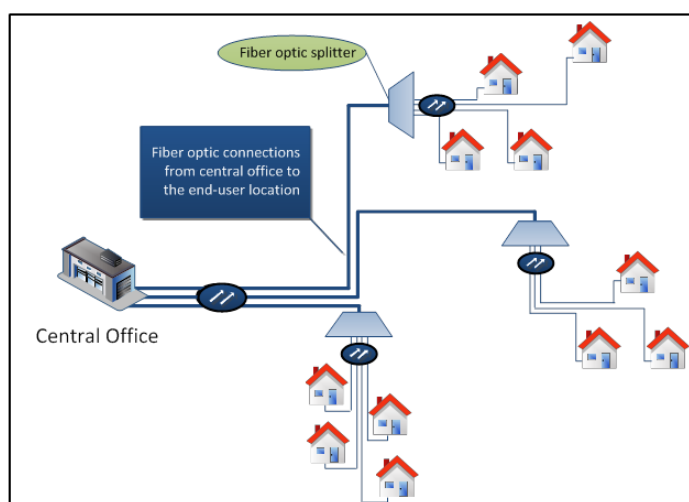 Fiber optic splitter
Fiber optic connections
from central office to
the end-user location
Central Office